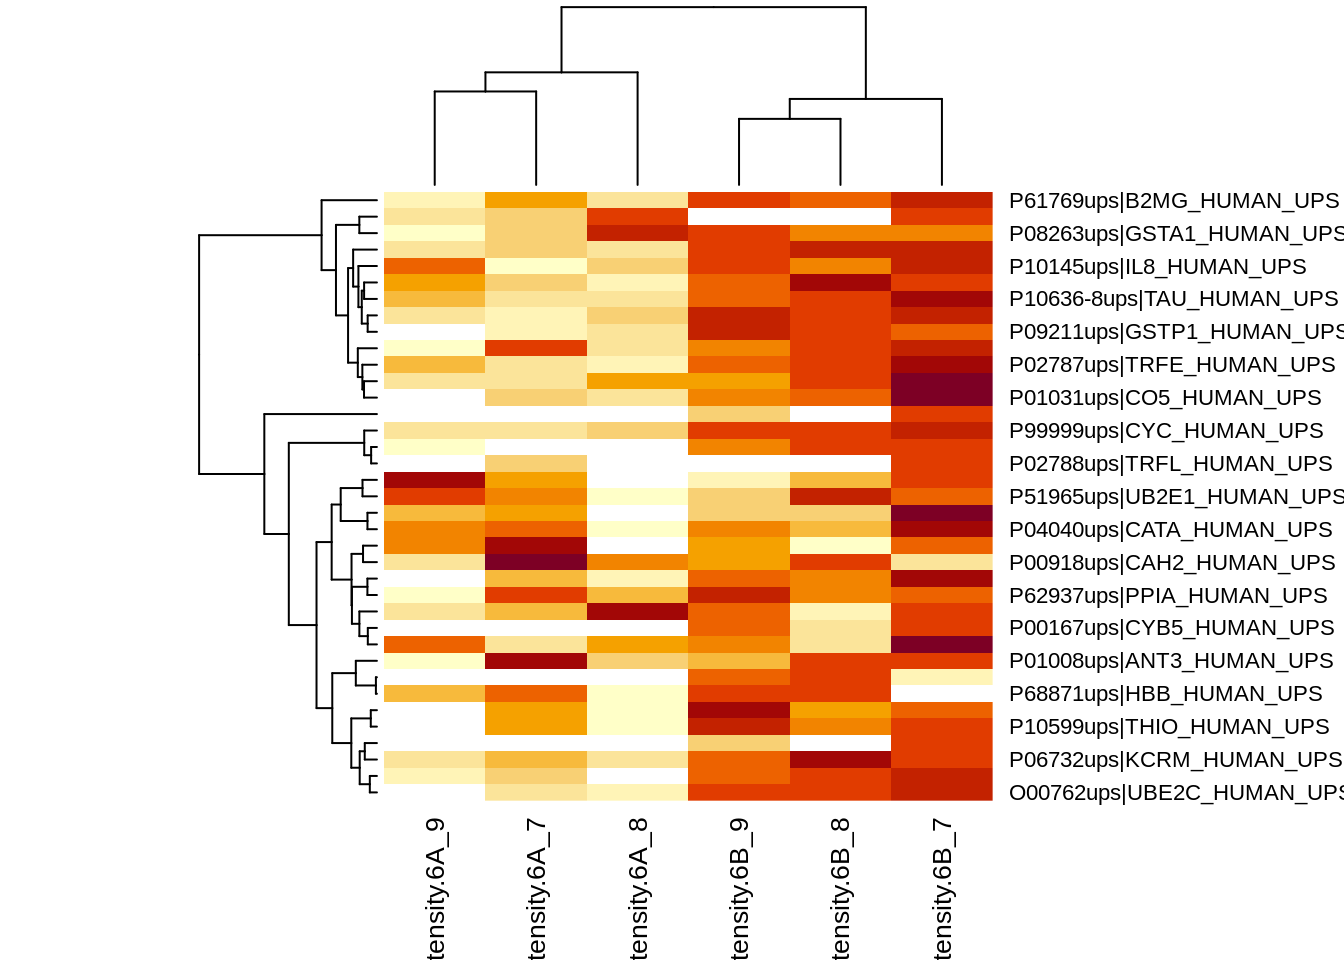 P61769ups|B2MG_HUMAN_UPS
P08263ups|GSTA1_HUMAN_UPS
P10145ups|IL8_HUMAN_UPS
P10636-8ups|TAU_HUMAN_UPS
P09211ups|GSTP1_HUMAN_UPS
P02787ups|TRFE_HUMAN_UPS
P01031ups|CO5_HUMAN_UPS
P99999ups|CYC_HUMAN_UPS
P02788ups|TRFL_HUMAN_UPS
P51965ups|UB2E1_HUMAN_UPS
P04040ups|CATA_HUMAN_UPS
P00918ups|CAH2_HUMAN_UPS
P62937ups|PPIA_HUMAN_UPS
P00167ups|CYB5_HUMAN_UPS
P01008ups|ANT3_HUMAN_UPS
P68871ups|HBB_HUMAN_UPS
P10599ups|THIO_HUMAN_UPS
P06732ups|KCRM_HUMAN_UPS
O00762ups|UBE2C_HUMAN_UPS
tensity.6A_9
tensity.6A_7
tensity.6A_8
tensity.6B_9
tensity.6B_8
tensity.6B_7